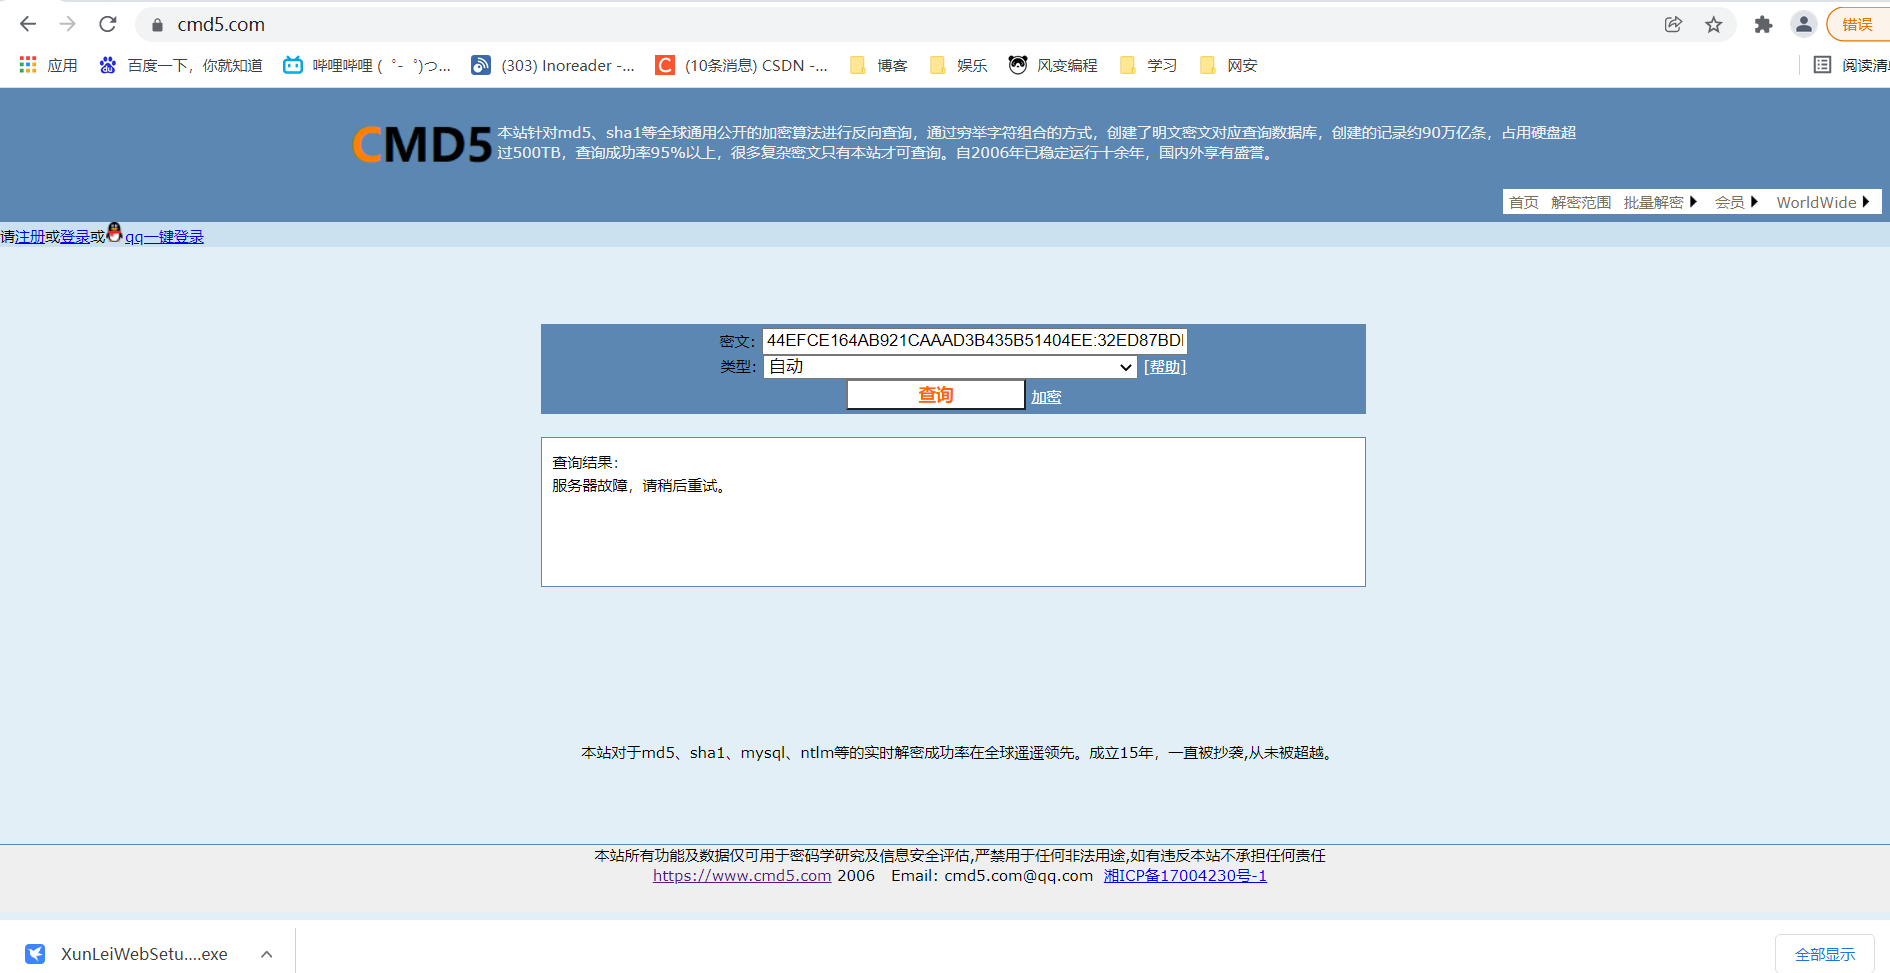 cmd5.com
错误
应用 百度一下，你就知道 哔哩哔哩 (゜-゜)つ... (303) Inoreader -... (10条消息) CSDN -... 博客 娱乐 风变编程 学习 网安 阅读清
CMD5
本站针对md5、sha1等全球通用公开的加密算法进行反向查询，通过穷举字符组合的方式，创建了明文密文对应查询数据库，创建的记录约90万亿条，占用硬盘超
过500TB，查询成功率95%以上，很多复杂密文只有本站才可查询。自2006年已稳定运行十余年，国内外享有盛誉。
首页 解密范围 批量解密 会员 WorldWide
请注册或登录或qq一键登录
密文: 44EFCE164AB921CAAAD3B435B51404EE:32ED87BD
类型: 自动 [帮助]
查询 加密
查询结果:
服务器故障，请稍后重试。
本站对于md5、sha1、mysql、ntlm等的实时解密成功率在全球遥遥领先。成立15年，一直被抄袭,从未被超越。
本站所有功能及数据仅可用于密码学研究及信息安全评估,严禁用于任何非法用途,如有违反本站不承担任何责任
https://www.cmd5.com 2006 Email: cmd5.com@qq.com 湘ICP备17004230号-1
XunLeiWebSetu....exe
全部显示